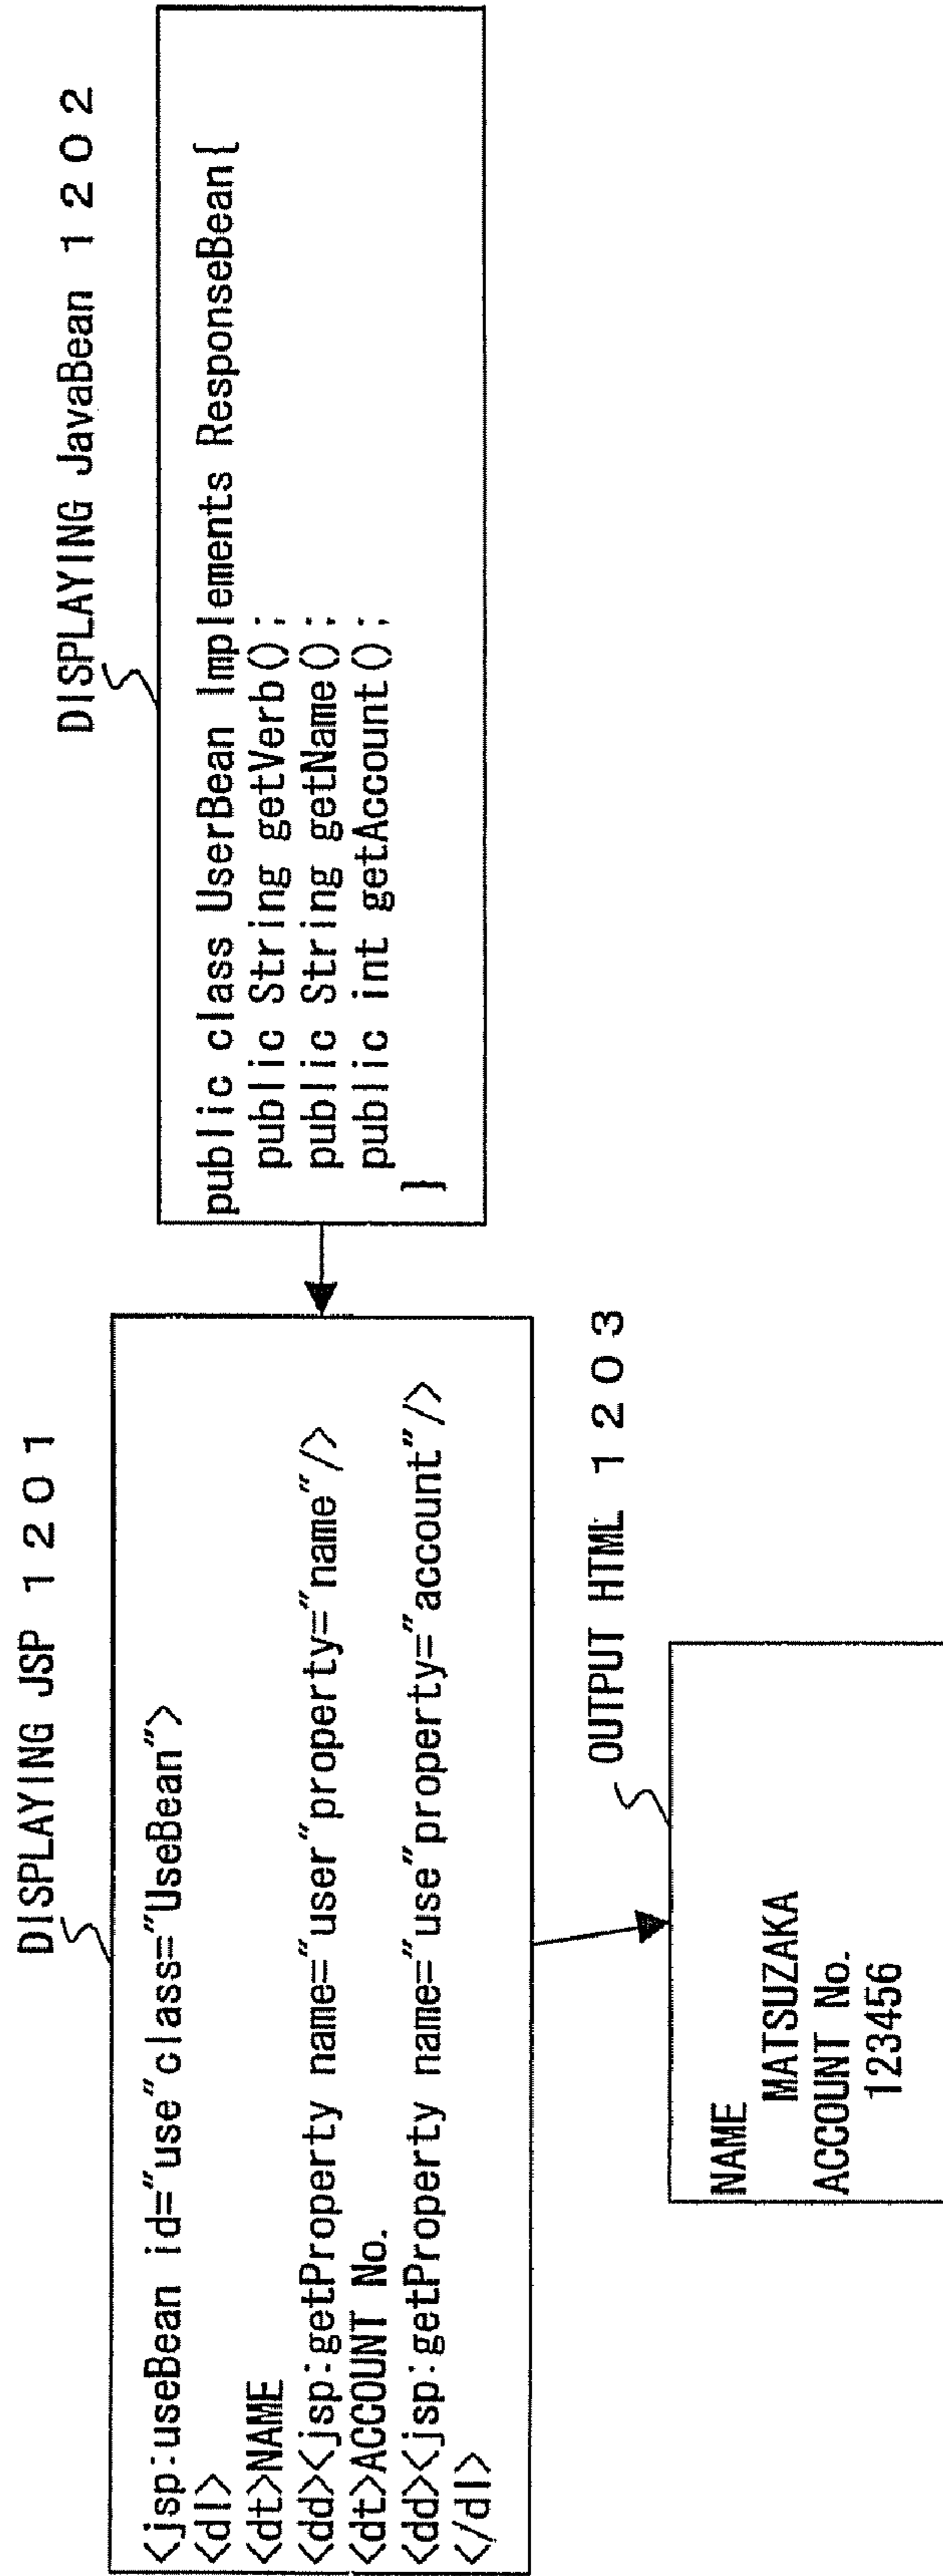 DISPLAYING JSP 1201
<jsp:useBean id="use"class="UseBean">
<dl>
<dt>NAME
<dd><jsp:getProperty name="user"property="name"/>
<dt>ACCOUNT No.
<dd><jsp:getProperty name="use"property="account"/>
</dl>
DISPLAYING JavaBean 1202
public class UserBean Implements ResponseBean{
public String getVerb();
public String getName();
public int getAccount();
}
OUTPUT HTML 1203
NAME
MATSUZAKA
ACCOUNT No.
123456